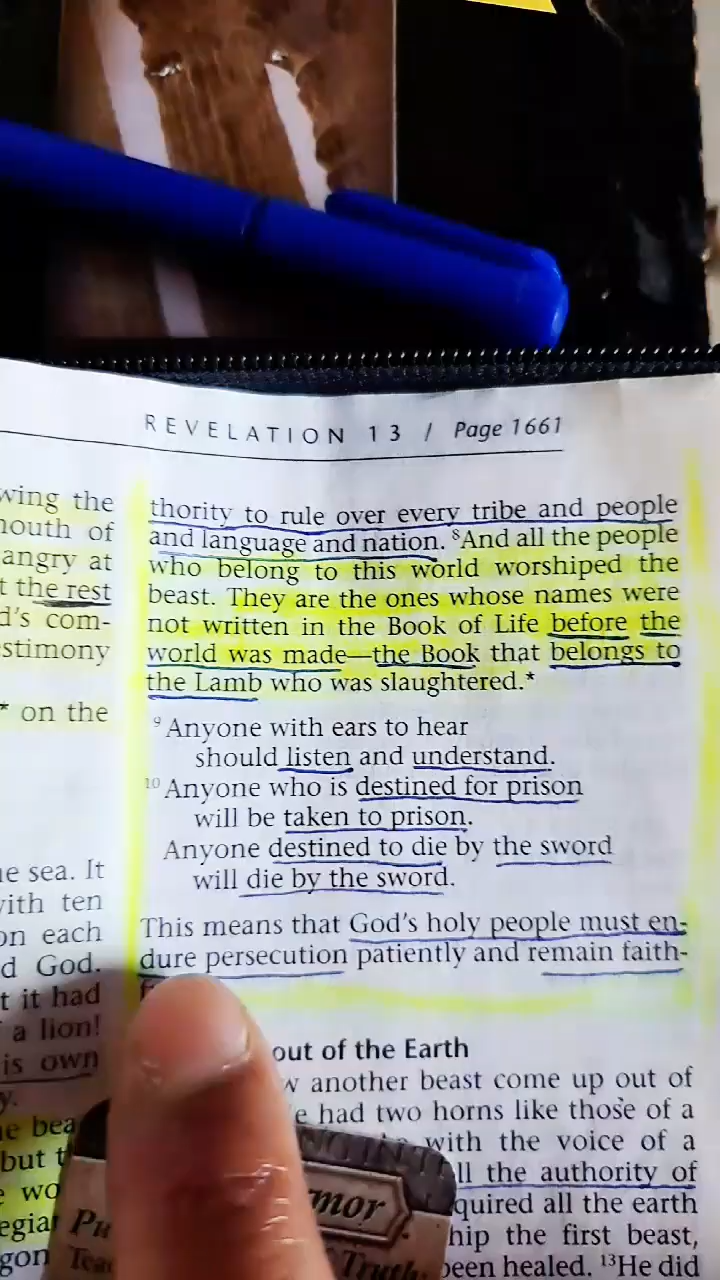 REVELATION 13 / Page 1661
wing the
outh of
angry at
the rest
d's com-
stimony
* on the
e sea. It
with ten
on each
d God.
t it had
a lion!
is own
but
gon
thority to rule over every tribe and people
and language and nation. ⁸And all the people
who belong to this world worshiped the
beast. They are the ones whose names were
not written in the Book of Life before the
world was made—the Book that belongs to
the Lamb who was slaughtered.*
⁹Anyone with ears to hear
should listen and understand.
¹⁰Anyone who is destined for prison
will be taken to prison.
Anyone destined to die by the sword
will die by the sword.
This means that God's holy people must en-
dure persecution patiently and remain faith-
out of the Earth
w another beast come up out of
e had two horns like those of a
with the voice of a
ll the authority of
quired all the earth
hip the first beast,
been healed. ¹³He did
mor
Truth